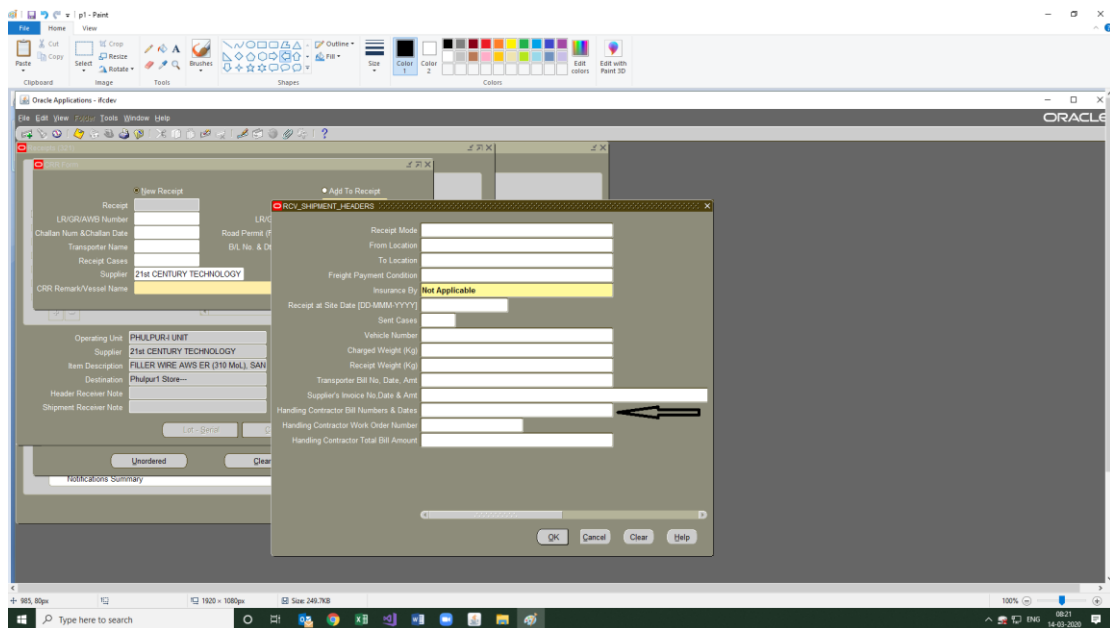 p1 - Paint
File Home View
Paste Cut Copy Select Crop Resize Rotate Brushes Outline Fill Size Color 1 Color 2 Edit colors Edit with Paint 3D
Clipboard Image Tools Shapes Colors
Oracle Applications - ifcdev
File Edit View Folder Tools Window Help
ORACLE
New Receipt Add To Receipt
Receipt
LR/GR/AWB Number
Challan Num &Challan Date
Road Permit
Transporter Name
B/L No. & D
Receipt Cases
Supplier 21st CENTURY TECHNOLOGY
CRR Remark/Vessel Name
RCV_SHIPMENT_HEADERS
Receipt Mode
From Location
To Location
Freight Payment Condition
Insurance By Not Applicable
Receipt at Site Date [DD-MMM-YYYY]
Sent Cases
Vehicle Number
Charged Weight (Kg)
Receipt Weight (Kg)
Transporter Bill No, Date, Amt
Supplier's Invoice No,Date & Amt
Handling Contractor Bill Numbers & Dates
Handling Contractor Work Order Number
Handling Contractor Total Bill Amount
OK Cancel Clear Help
Operating Unit PHULPUR-I UNIT
Supplier 21st CENTURY TECHNOLOGY
Item Description FILLER WIRE AWS ER (310 MoL), SAN
Destination Phulpur1 Store---
Header Receiver Note
Shipment Receiver Note
Lot - Serial
Unordered Clear
Notifications Summary
985, 80px 1920 × 1080px Size: 249.7KB 100%
Type here to search ENG 08:21
14-03-2020